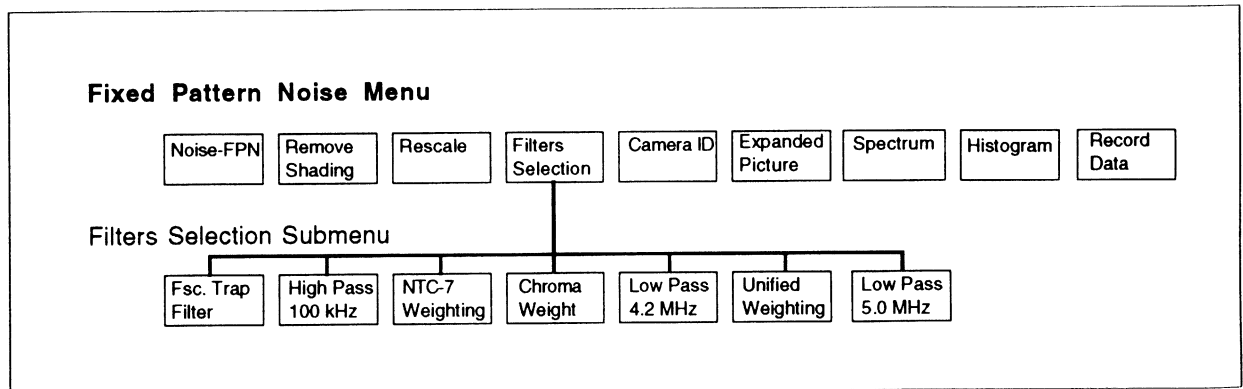 Fixed Pattern Noise Menu
Noise-FPN
Remove
Shading
Rescale
Filters
Selection
Camera ID
Expanded
Picture
Spectrum
Histogram
Record
Data
Filters Selection Submenu
Fsc. Trap
Filter
High Pass
100 kHz
NTC-7
Weighting
Chroma
Weight
Low Pass
4.2 MHz
Unified
Weighting
Low Pass
5.0 MHz